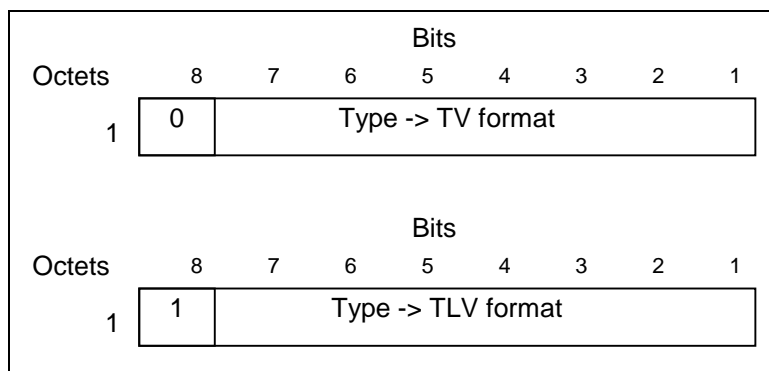 Bits
Octets 8 7 6 5 4 3 2 1
1 0 Type -> TV format
Bits
Octets 8 7 6 5 4 3 2 1
1 1 Type -> TLV format